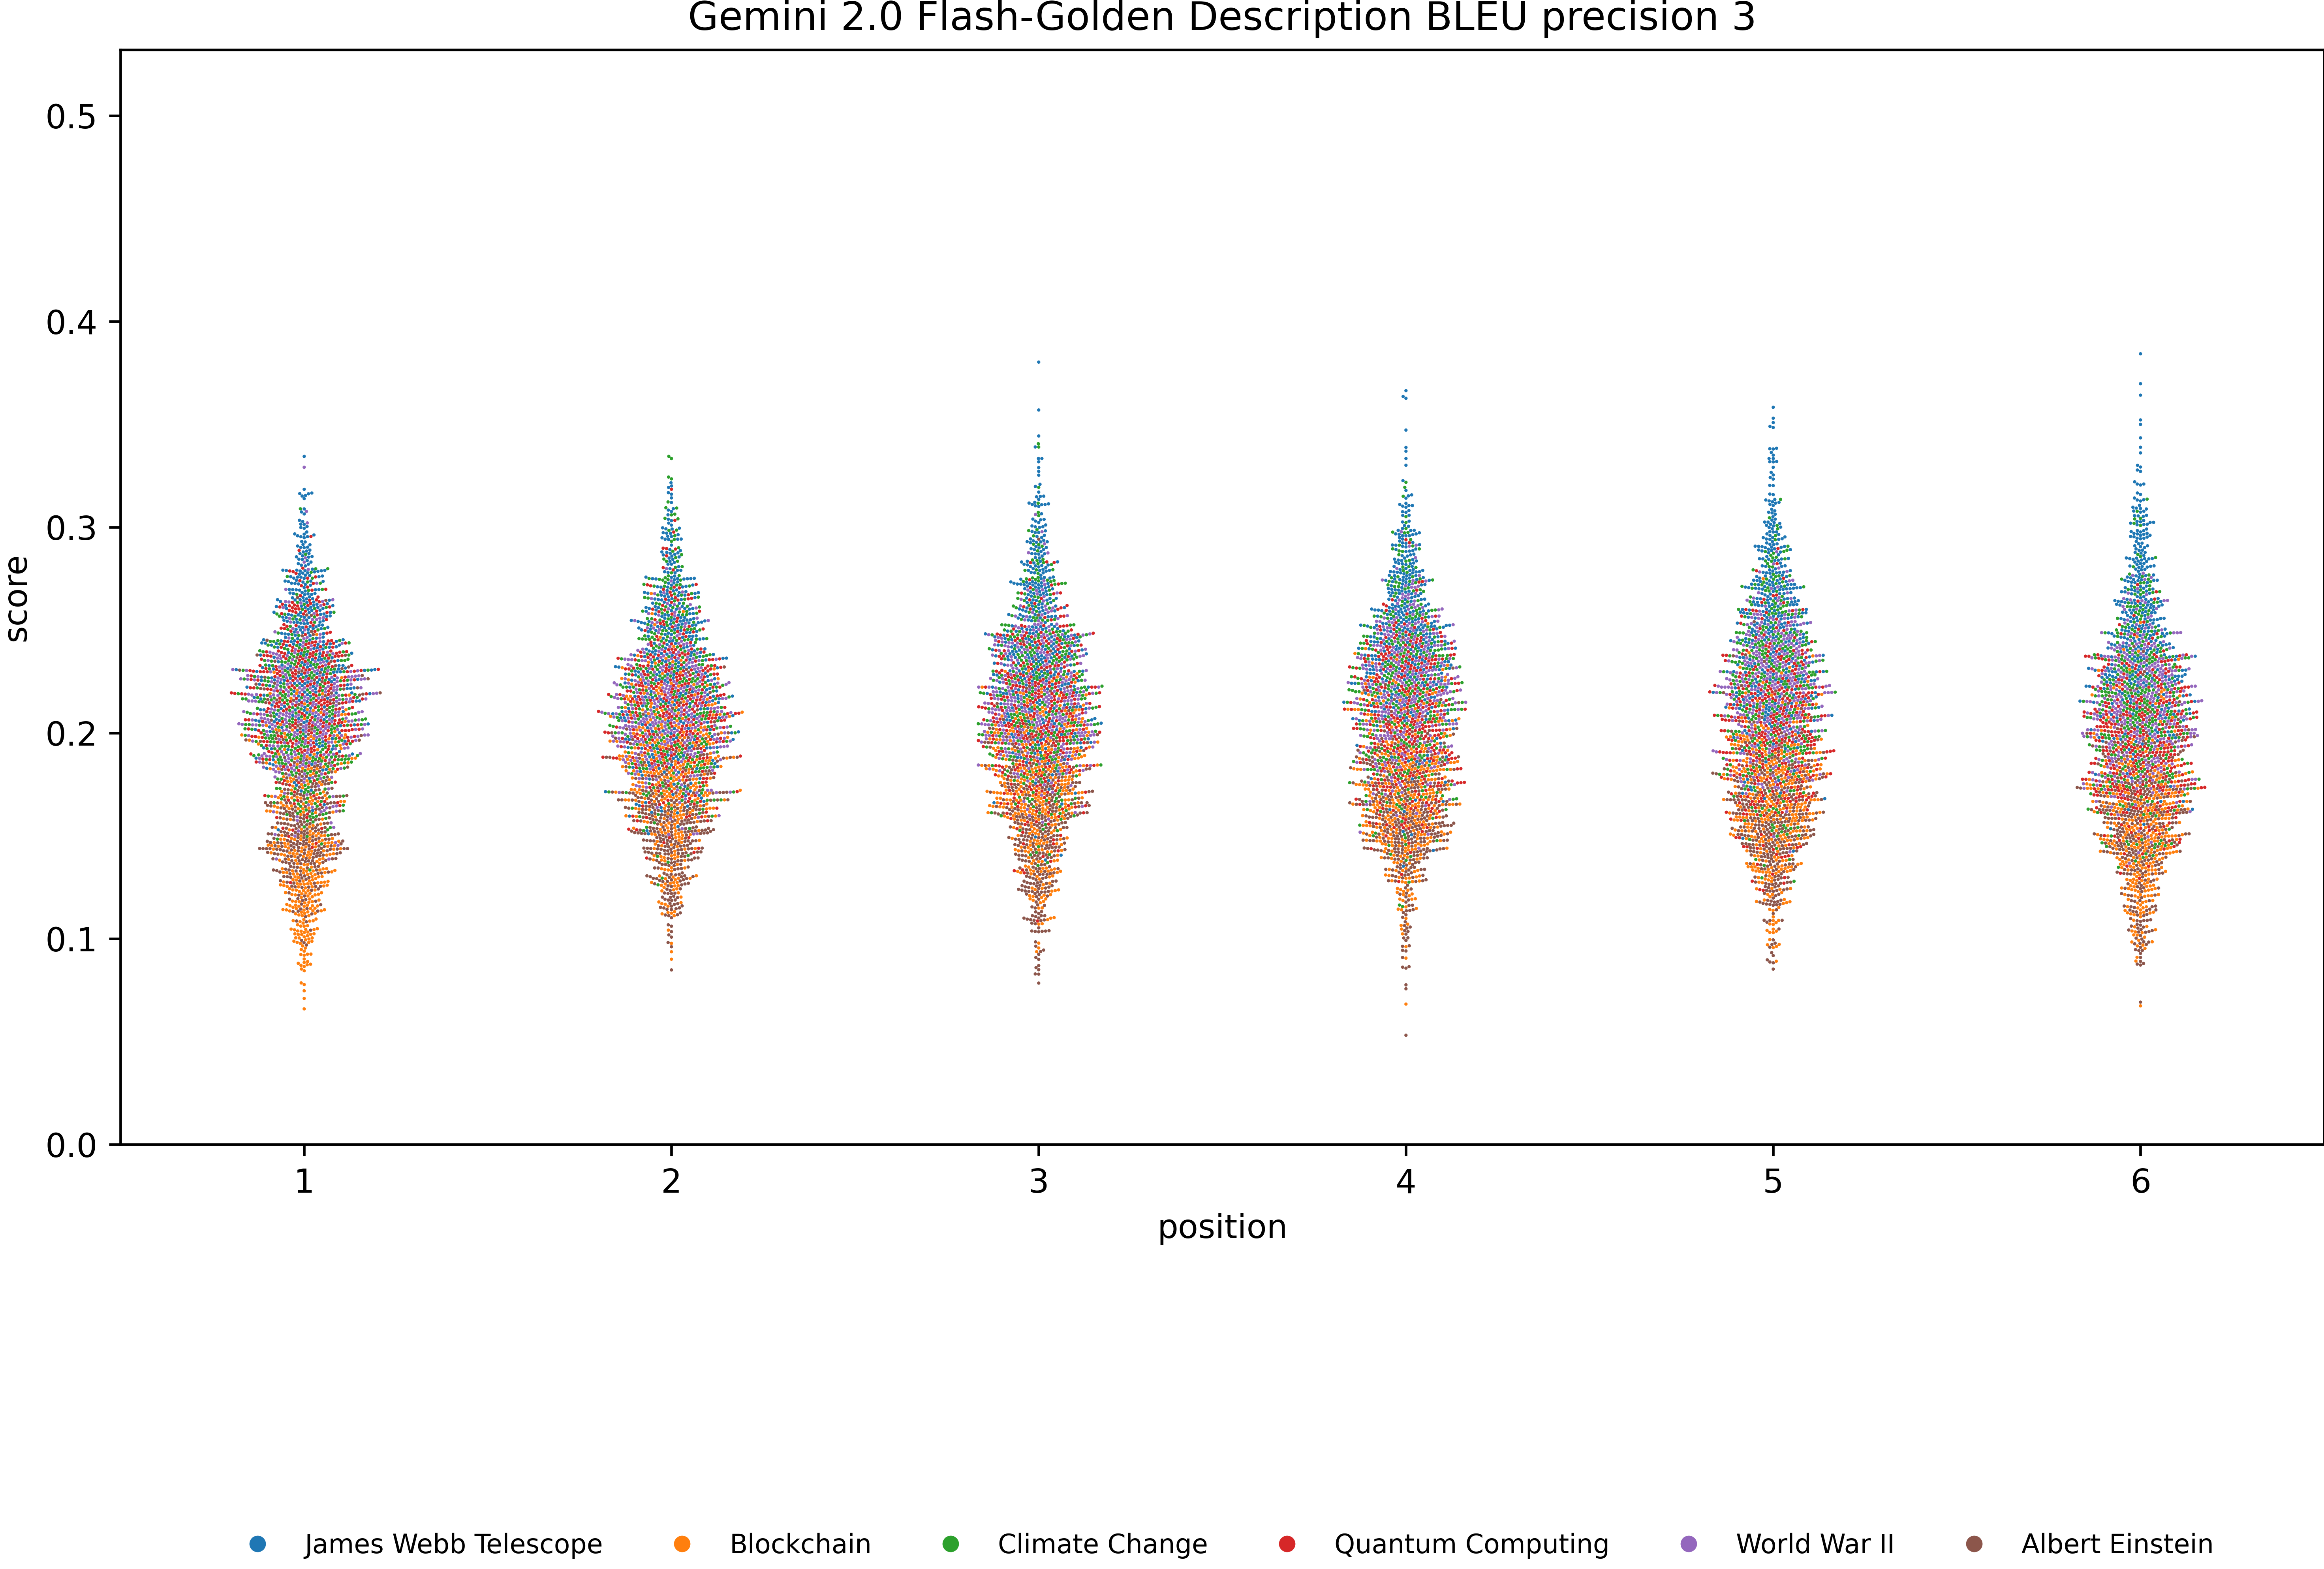 Gemini 2.0 Flash-Golden Description BLEU precision 3
0.5
0.4
0.3
0.2
0.1
0.0
score
1 2 3 4 5 6
position
James Webb Telescope Blockchain Climate Change Quantum Computing World War II Albert Einstein